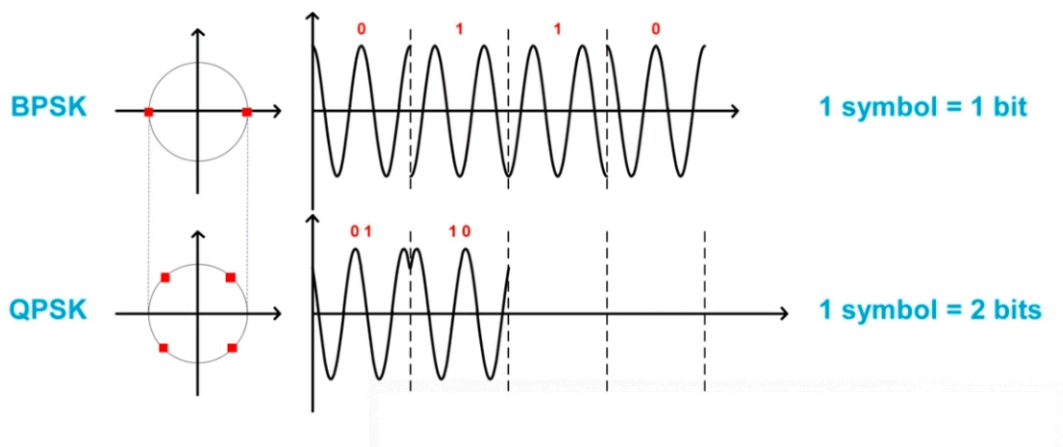 0 1 1 0
BPSK 1 symbol = 1 bit
0 1 1 0
QPSK 1 symbol = 2 bits